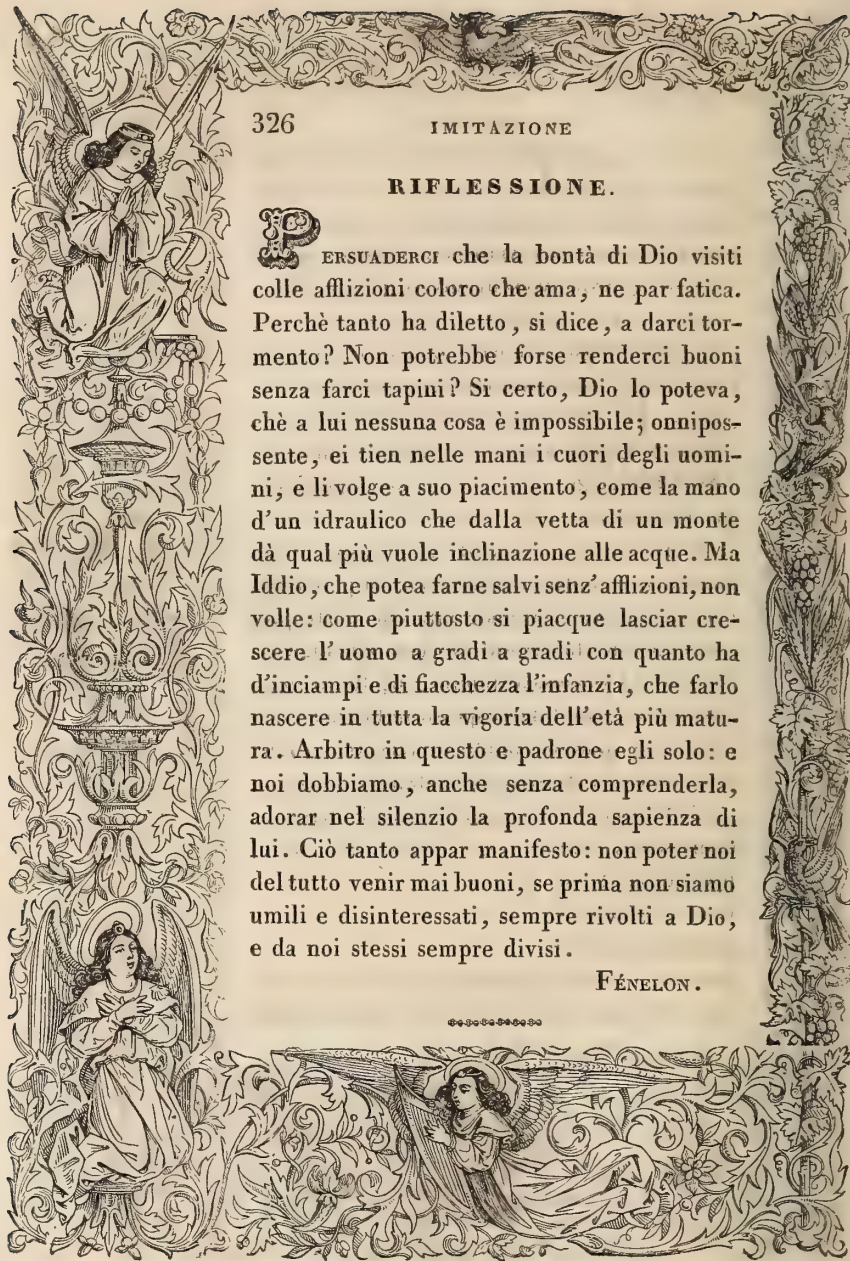 326 IMITAZIONE
RIFLESSIONE.
PERSUADERCI che la bontà di Dio visiti
colle afflizioni coloro che ama, ne par fatica.
Perchè tanto ha diletto, si dice, a darci tor-
mento? Non potrebbe forse renderci buoni
senza farci tapini? Si certo, Dio lo poteva,
chè a lui nessuna cosa è impossibile; onnipos-
sente, ei tien nelle mani i cuori degli uomi-
ni, e li volge a suo piacimento, come la mano
d'un idraulico che dalla vetta di un monte
dà qual più vuole inclinazione alle acque. Ma
Iddio, che potea farne salvi senz'afflizioni, non
volle: come piuttosto si piacque lasciar cre-
scere l'uomo a gradi a gradi con quanto ha
d'inciampi e di fiacchezza l'infanzia, che farlo
nascere in tutta la vigoría dell'età più matu-
ra. Arbitro in questo e padrone egli solo: e
noi dobbiamo, anche senza comprenderla,
adorar nel silenzio la profonda sapienza di
lui. Ciò tanto appar manifesto: non poter noi
del tutto venir mai buoni, se prima non siamo
umili e disinteressati, sempre rivolti a Dio,
e da noi stessi sempre divisi.
FÉNELON.